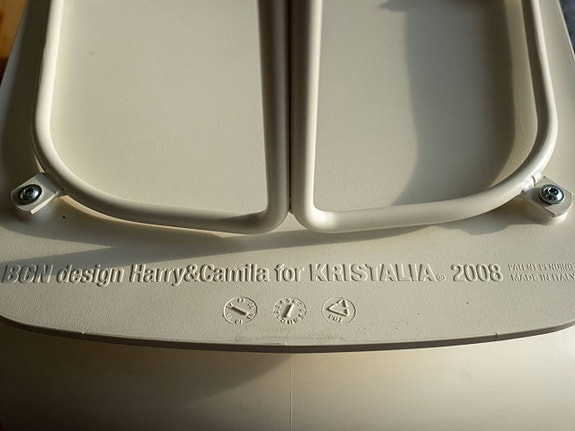 BCN design Harry&Camila for KRISTALIA® 2008
PATENT PENDING
MADE IN ITALY